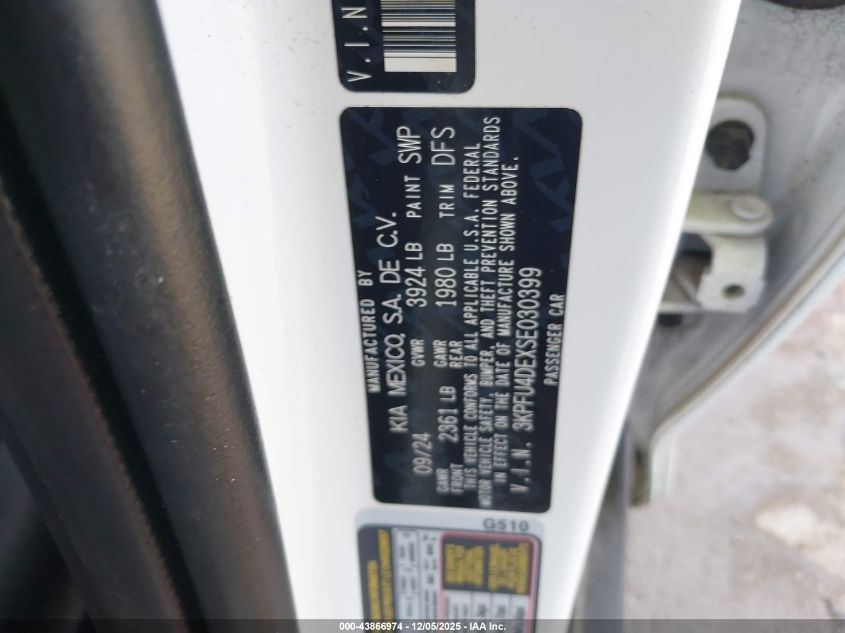 V.I.N
MANUFACTURED BY
KIA MEXICO, S.A. DE C.V.
09/24 GVWR 3924 LB PAINT SWP
GAWR FRONT 2361 LB GAWR REAR 1980 LB TRIM DFS
THIS VEHICLE CONFORMS TO ALL APPLICABLE U.S.A. FEDERAL
MOTOR VEHICLE SAFETY, BUMPER, AND THEFT PREVENTION STANDARDS
IN EFFECT ON THE DATE OF MANUFACTURE SHOWN ABOVE.
V.I.N. 3KPFU4DEXSE030399
PASSENGER CAR
G510
000-43866974 | 12/05/2025 | IAA Inc.